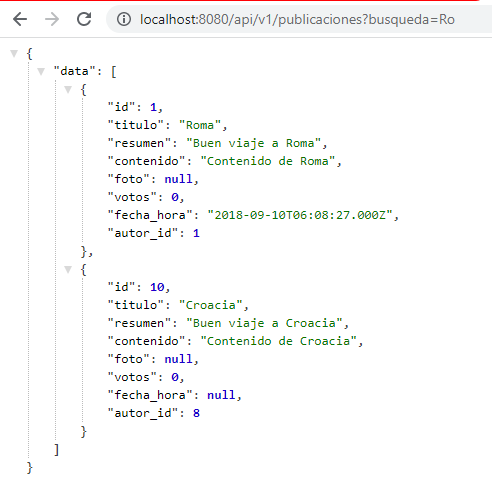 localhost:8080/api/v1/publicaciones?busqueda=Ro
{
"data": [
{
"id": 1,
"titulo": "Roma",
"resumen": "Buen viaje a Roma",
"contenido": "Contenido de Roma",
"foto": null,
"votos": 0,
"fecha_hora": "2018-09-10T06:08:27.000Z",
"autor_id": 1
},
{
"id": 10,
"titulo": "Croacia",
"resumen": "Buen viaje a Croacia",
"contenido": "Contenido de Croacia",
"foto": null,
"votos": 0,
"fecha_hora": null,
"autor_id": 8
}
]
}